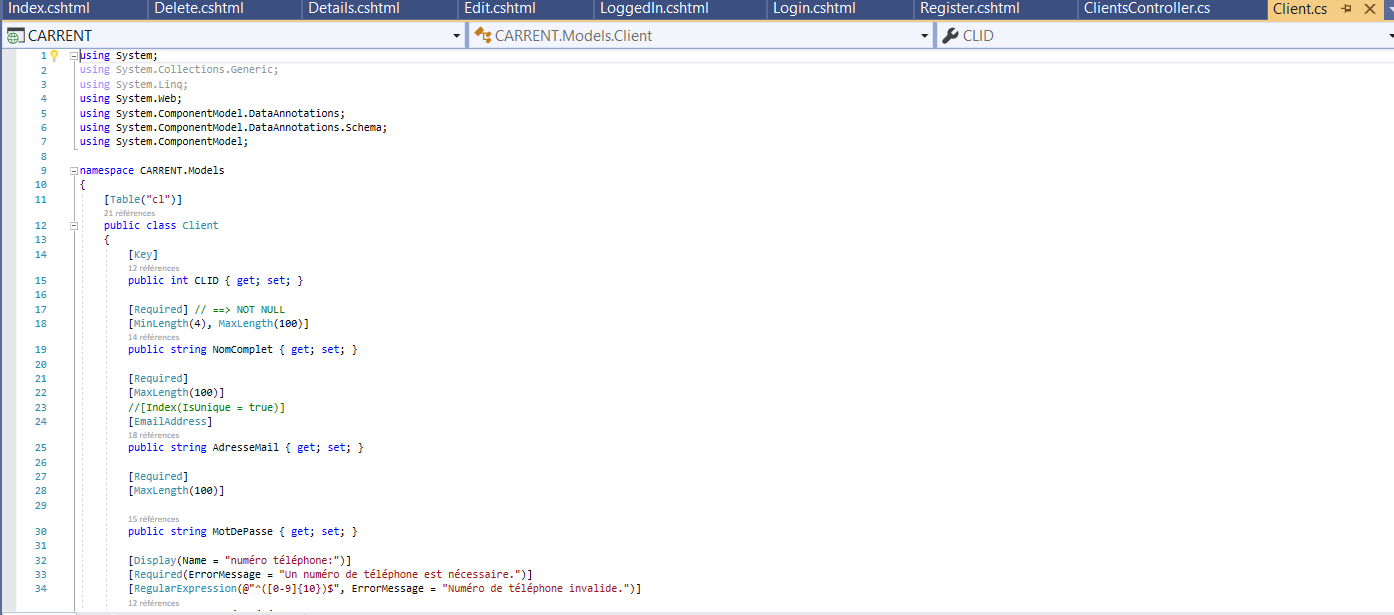 Index.cshtml Delete.cshtml Details.cshtml Edit.cshtml LoggedIn.cshtml Login.cshtml Register.cshtml ClientsController.cs Client.cs
CARRENT CARRENT.Models.Client CLID
1 using System;
2 using System.Collections.Generic;
3 using System.Linq;
4 using System.Web;
5 using System.ComponentModel.DataAnnotations;
6 using System.ComponentModel.DataAnnotations.Schema;
7 using System.ComponentModel;
8
9 namespace CARRENT.Models
10 {
11 [Table("cl")]
21 références
12 public class Client
13 {
14 [Key]
12 références
15 public int CLID { get; set; }
16
17 [Required] // ==> NOT NULL
18 [MinLength(4), MaxLength(100)]
14 références
19 public string NomComplet { get; set; }
20
21 [Required]
22 [MaxLength(100)]
23 //[Index(IsUnique = true)]
24 [EmailAddress]
18 références
25 public string AdresseMail { get; set; }
26
27 [Required]
28 [MaxLength(100)]
29
15 références
30 public string MotDePasse { get; set; }
31
32 [Display(Name = "numéro téléphone:")]
33 [Required(ErrorMessage = "Un numéro de téléphone est nécessaire.")]
34 [RegularExpression(@"^([0-9]{10})$", ErrorMessage = "Numéro de téléphone invalide.")]
12 références